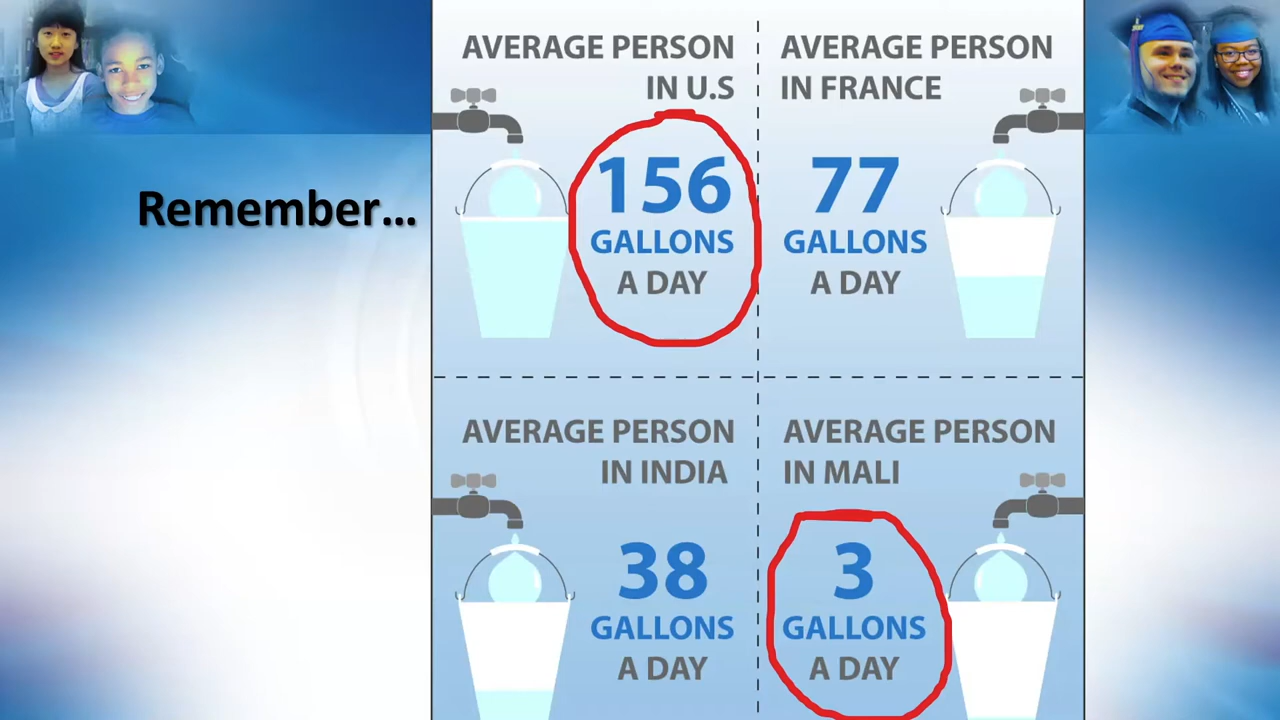 Remember...
AVERAGE PERSON
IN U.S
156
GALLONS
A DAY
AVERAGE PERSON
IN FRANCE
77
GALLONS
A DAY
AVERAGE PERSON
IN INDIA
38
GALLONS
A DAY
AVERAGE PERSON
IN MALI
3
GALLONS
A DAY